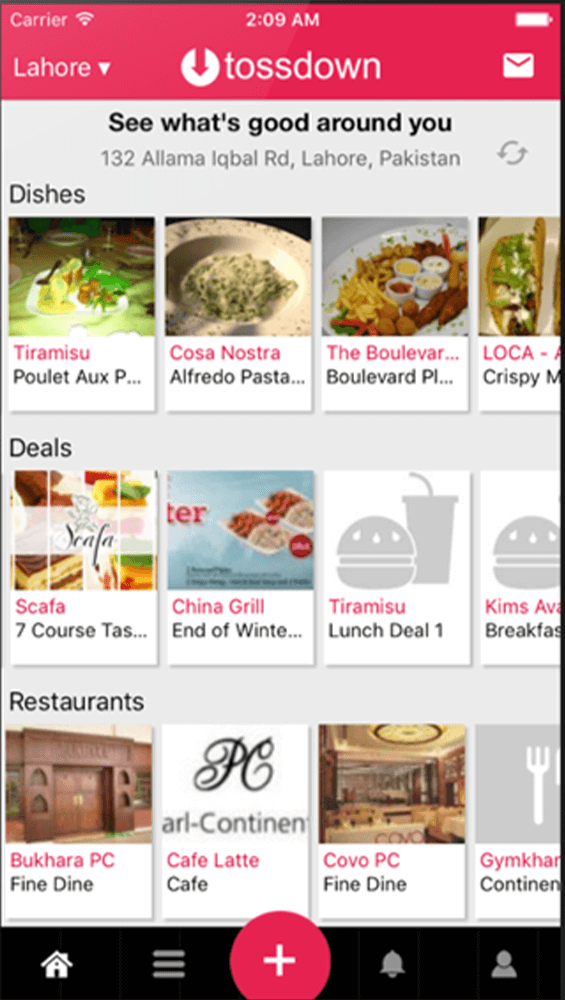 Carrier 2:09 AM
Lahore ▾ tossdown
See what's good around you
132 Allama Iqbal Rd, Lahore, Pakistan
Dishes
Tiramisu Cosa Nostra The Boulevar... LOCA - A
Poulet Aux P... Alfredo Pasta... Boulevard Pl... Crispy M
Deals
Scafa
ter
Scafa China Grill Tiramisu Kims Ava
7 Course Tas... End of Winte... Lunch Deal 1 Breakfas
Restaurants
PC
arl-Continen
COVO
Bukhara PC Cafe Latte Covo PC Gymkhan
Fine Dine Cafe Fine Dine Continen